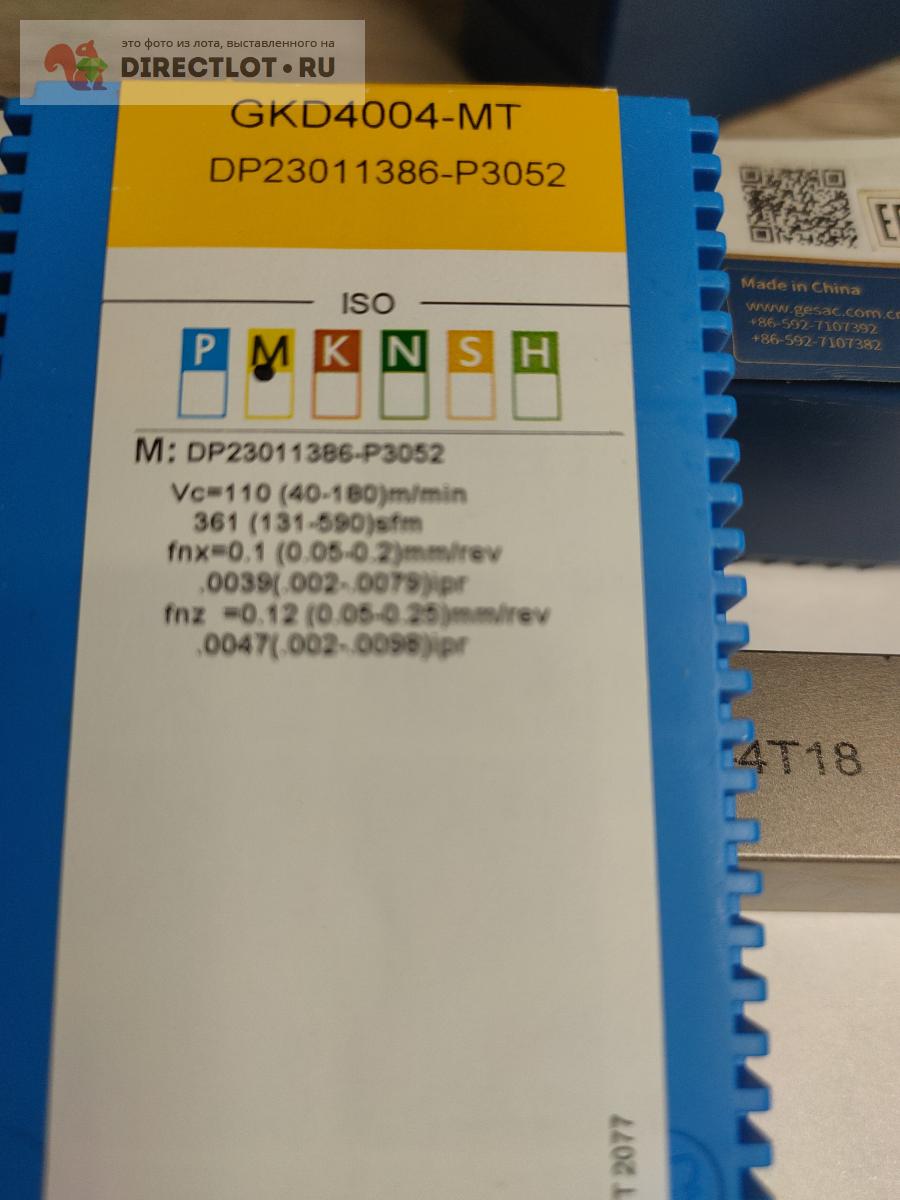 это фото из лота, выставленного на
DIRECTLOT•RU
GKD4004-MT
DP23011386-P3052
ISO
P M K N S H
M: DP23011386-P3052
Vc=110 (40-180)m/min
361 (131-590)sfm
fnx=0.1 (0.05-0.2)mm/rev
.0039(.002-.0079)ipr
fnz =0.12 (0.05-0.25)mm/rev
.0047(.002-.0098)ipr
T 2077
Made in China
www.gesac.com.c
+86-592-7107392
+86-592-7107382
4T18